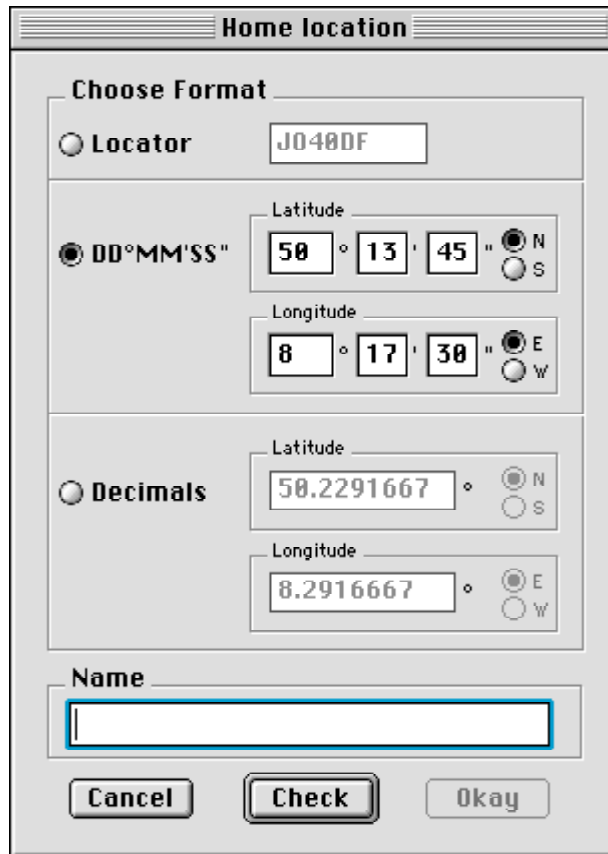 Home location
Choose Format
Locator
JO40DF
DD°MM'SS"
Latitude
50 ° 13 ' 45 " N
S
Longitude
8 ° 17 ' 30 " E
W
Decimals
Latitude
50.2291667 ° N
S
Longitude
8.2916667 ° E
W
Name
Cancel Check Okay